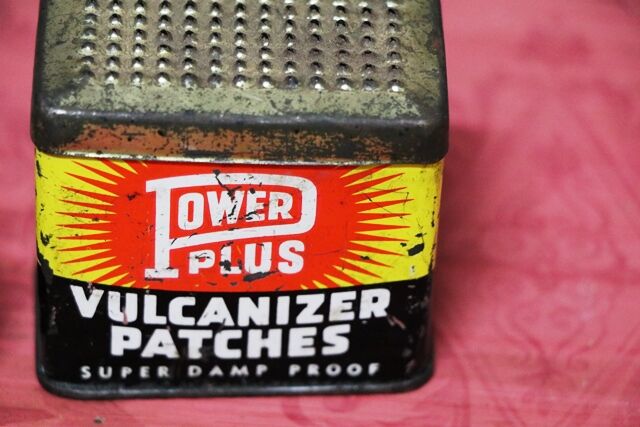 POWER
PLUS
VULCANIZER
PATCHES
SUPER DAMP PROOF